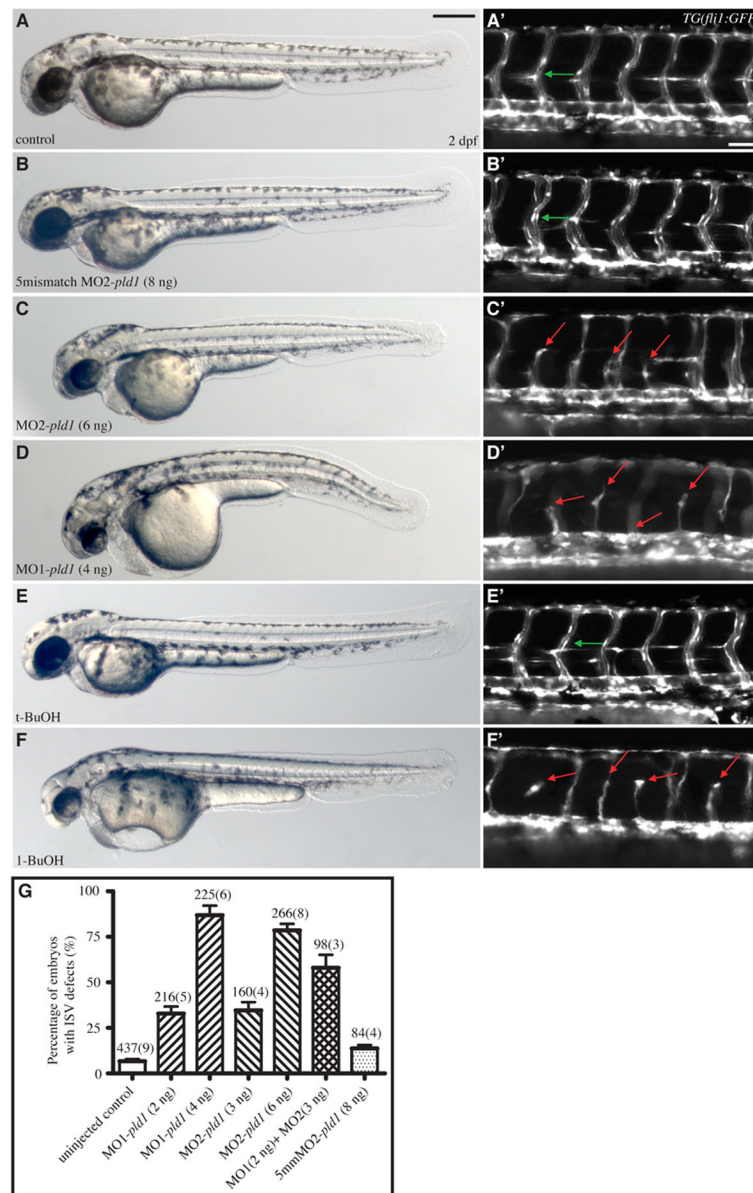 A
A’
TG(fli1:GFP
control
2 dpf
B
B’
5mismatch MO2-pld1 (8 ng)
C
C’
MO2-pld1 (6 ng)
D
D’
MO1-pld1 (4 ng)
E
E’
t-BuOH
F
F’
1-BuOH
G
Percentage of embryos
with ISV defects (%)
100
75
50
25
0
437(9)
216(5)
225(6)
160(4)
266(8)
98(3)
84(4)
uninjected control
MO1-pld1 (2 ng)
MO1-pld1 (4 ng)
MO2-pld1 (3 ng)
MO2-pld1 (6 ng)
MO1(2 ng)+ MO2(3 ng)
5mmMO2-pld1 (8 ng)